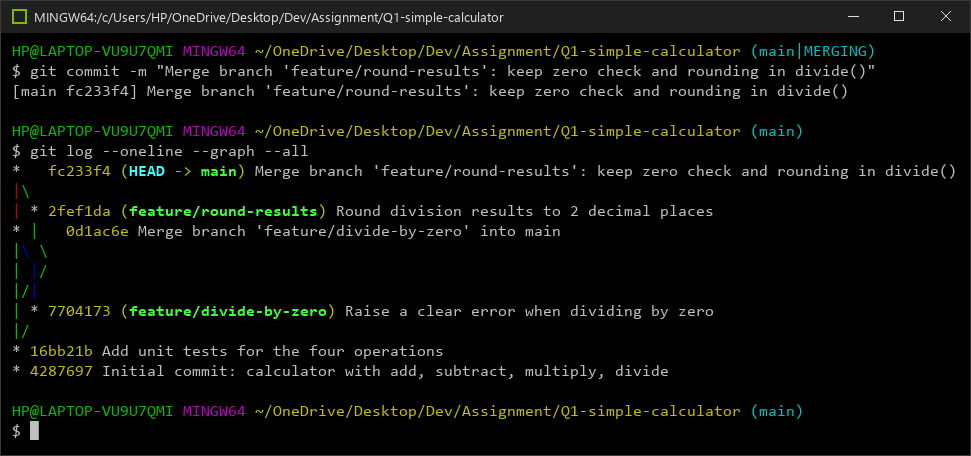 MINGW64:/c/Users/HP/OneDrive/Desktop/Dev/Assignment/Q1-simple-calculator
HP@LAPTOP-VU9U7QMI MINGW64 ~/OneDrive/Desktop/Dev/Assignment/Q1-simple-calculator (main|MERGING)
$ git commit -m "Merge branch 'feature/round-results': keep zero check and rounding in divide()"
[main fc233f4] Merge branch 'feature/round-results': keep zero check and rounding in divide()

HP@LAPTOP-VU9U7QMI MINGW64 ~/OneDrive/Desktop/Dev/Assignment/Q1-simple-calculator (main)
$ git log --oneline --graph --all
*   fc233f4 (HEAD -> main) Merge branch 'feature/round-results': keep zero check and rounding in divide()
|\
| * 2fef1da (feature/round-results) Round division results to 2 decimal places
* |   0d1ac6e Merge branch 'feature/divide-by-zero' into main
|\ \
| |/
|/|
| * 7704173 (feature/divide-by-zero) Raise a clear error when dividing by zero
|/
* 16bb21b Add unit tests for the four operations
* 4287697 Initial commit: calculator with add, subtract, multiply, divide

HP@LAPTOP-VU9U7QMI MINGW64 ~/OneDrive/Desktop/Dev/Assignment/Q1-simple-calculator (main)
$